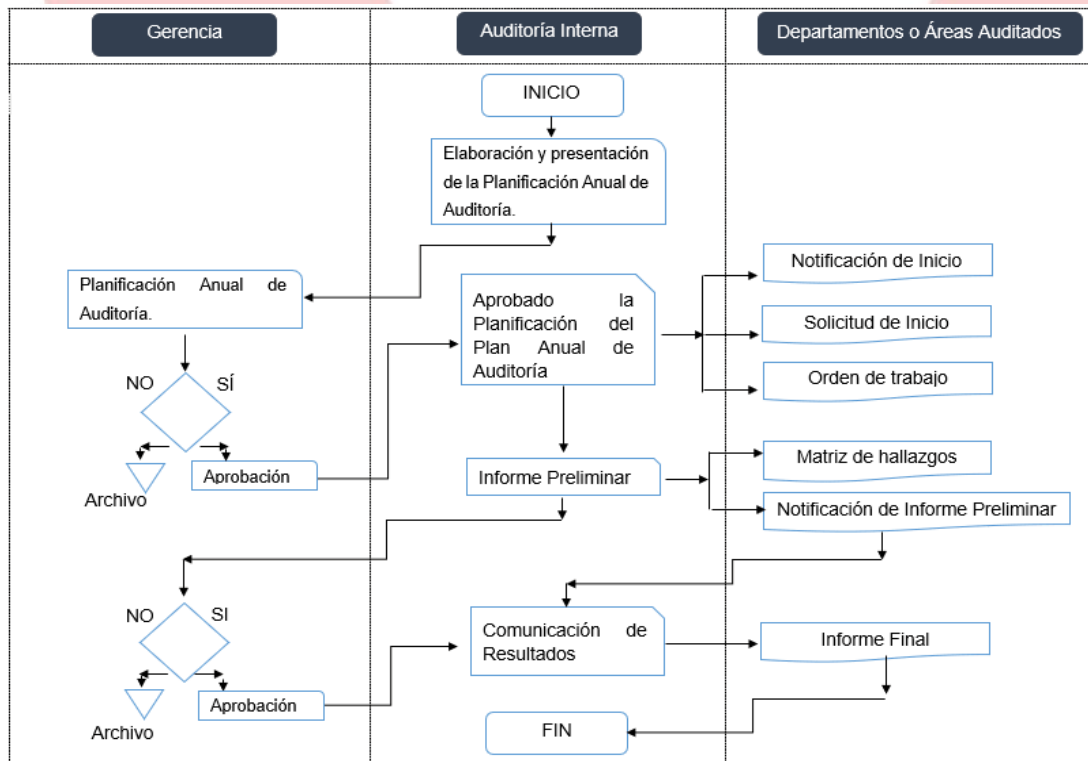 Gerencia
Auditoría Interna
Departamentos o Áreas Auditados
INICIO
Elaboración y presentación
de la Planificación Anual de
Auditoría.
Planificación Anual de
Auditoría.
NO
SÍ
Archivo
Aprobación
Aprobado la
Planificación del
Plan Anual de
Auditoría
Notificación de Inicio
Solicitud de Inicio
Orden de trabajo
Informe Preliminar
Matriz de hallazgos
Notificación de Informe Preliminar
NO
SI
Archivo
Aprobación
Comunicación de
Resultados
Informe Final
FIN